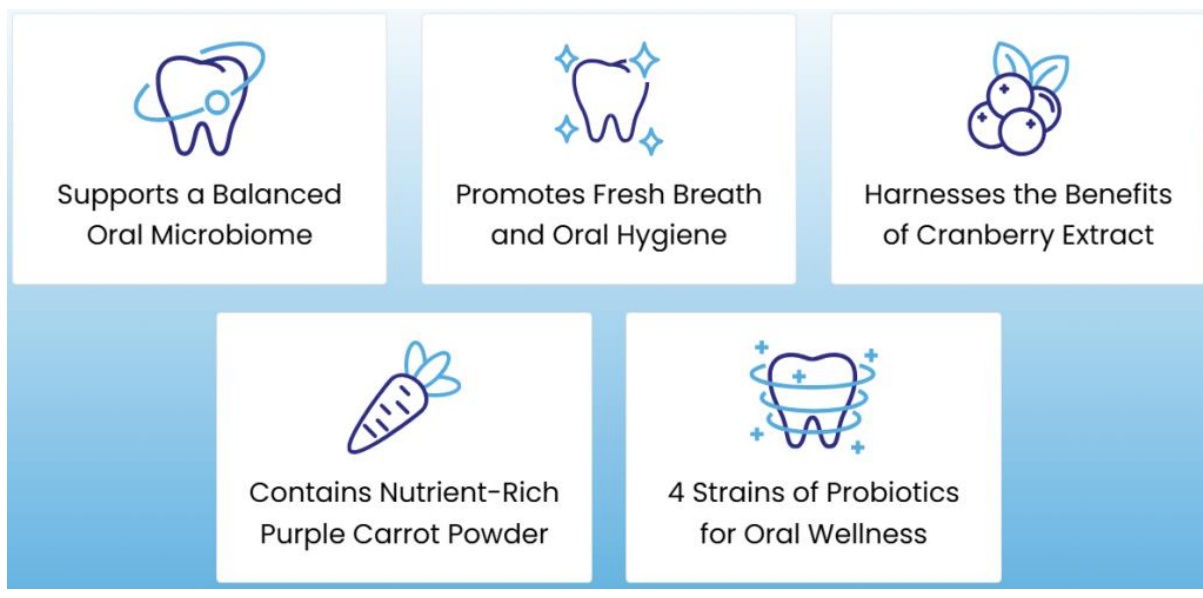 Supports a Balanced
Oral Microbiome
Promotes Fresh Breath
and Oral Hygiene
Harnesses the Benefits
of Cranberry Extract
Contains Nutrient-Rich
Purple Carrot Powder
4 Strains of Probiotics
for Oral Wellness